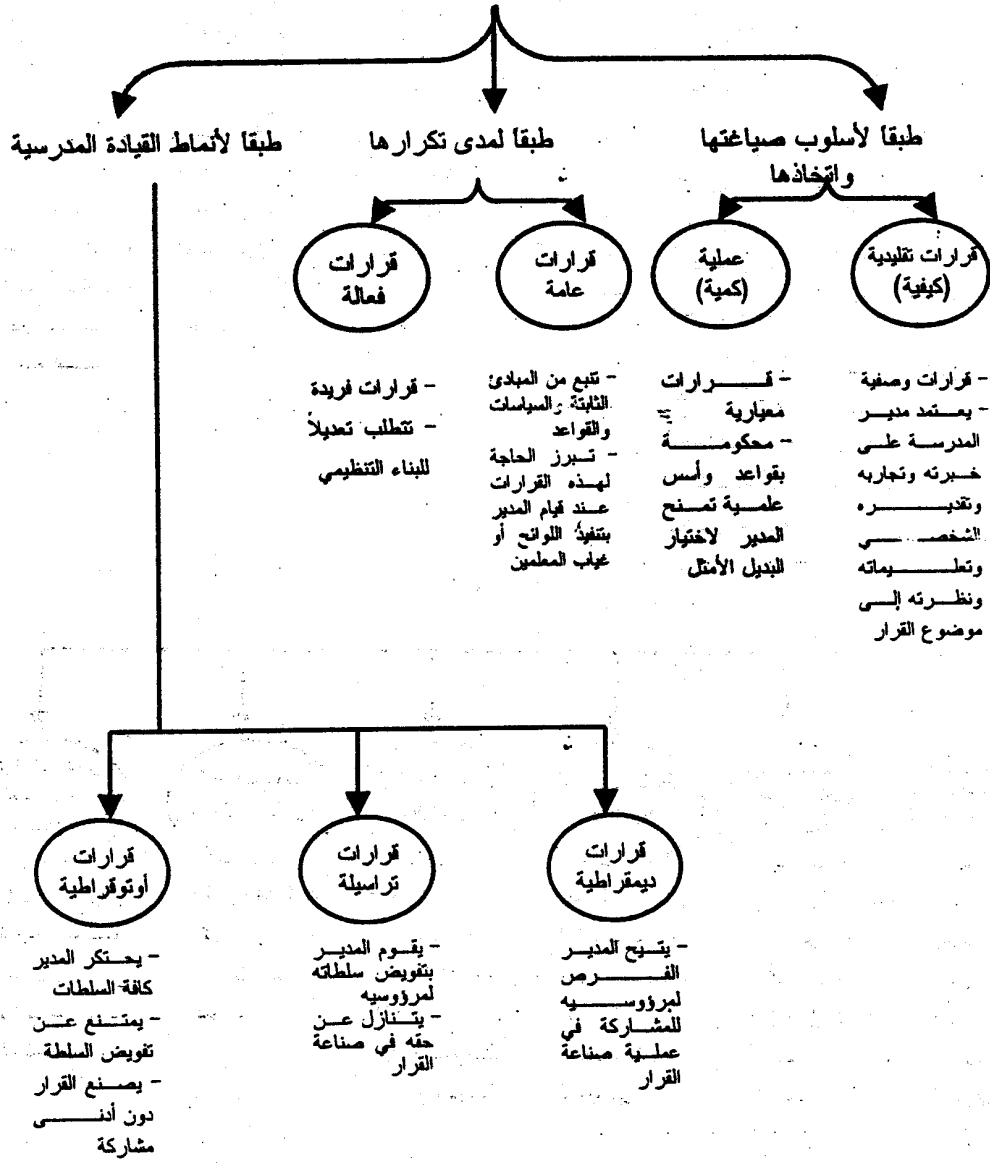 طبقا لأسلوب صياغتها
واتخاذها
طبقا لمدى تكرارها
طبقا لأنماط القيادة المدرسية
قرارات تقليدية
(كيفية)
عملية
(كمية)
قرارات
عامة
قرارات
فعالة
- قرارات وصفية
- يعتمد مدير
المدرسة على
خبرته وتجاربه
وتقديره
الشخصي
وتعليماته
ونظرته إلى
موضوع القرار
- قرارات
معيارية
- محكومة
بقواعد وأسس
علمية تمنح
المدير لاختيار
البديل الأمثل
- تتبع من المبادئ
الثابتة والسياسات
والقواعد
- تبرز الحاجة
لهذه القرارات
عند قيام المدير
بتنفيذ اللوائح أو
غياب المعلمين
- قرارات فريدة
- تتطلب تعديلاً
للبناء التنظيمي
قرارات
ديمقراطية
قرارات
تراسيلة
قرارات
أوتوقراطية
- يتيح المدير
الفرص
لمرؤوسيه
للمشاركة في
عملية صناعة
القرار
- يقوم المدير
بتفويض سلطاته
لمرؤوسيه
- يتنازل عن
حقه في صناعة
القرار
- يحتكر المدير
كافة السلطات
- يمتنع عن
تفويض السلطة
- يصنع القرار
دون أدنى
مشاركة